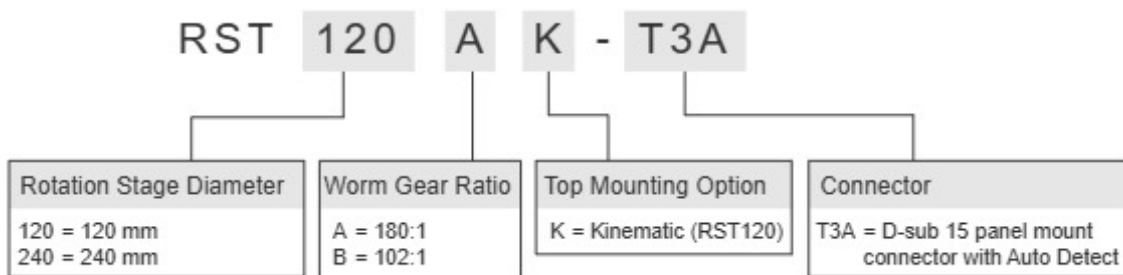 RST 120 A K - T3A
Rotation Stage Diameter
120 = 120 mm
240 = 240 mm
Worm Gear Ratio
A = 180:1
B = 102:1
Top Mounting Option
K = Kinematic (RST120)
Connector
T3A = D-sub 15 panel mount
connector with Auto Detect